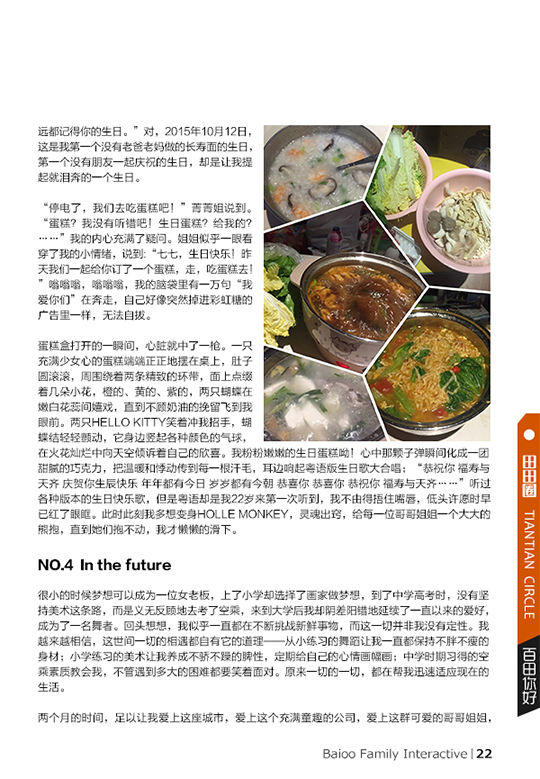 远都记得你的生日。”对，2015年10月12日，
这是我第一个没有老爸老妈做的长寿面的生日，
第一个没有朋友一起庆祝的生日，却是让我提
起就泪奔的一个生日。
“停电了，我们去吃蛋糕吧！”菁菁姐说到。
“蛋糕？我没有听错吧！生日蛋糕？给我的？
……”我的内心充满了疑问。姐姐似乎一眼看
穿了我的小情绪，说到：“七七，生日快乐！昨
天我们一起给你订了一个蛋糕，走，吃蛋糕去！
”嗡嗡嗡，嗡嗡嗡，我的脑袋里有一万句“我
爱你们”在奔走，自己好像突然掉进彩虹糖的
广告里一样，无法自拔。
蛋糕盒打开的一瞬间，心脏就中了一枪。一只
充满少女心的蛋糕端端正正地摆在桌上，肚子
圆滚滚，周围绕着两条精致的环带，面上点缀
着几朵小花，橙的、黄的、紫的，两只蝴蝶在
嫩白花蕊间嬉戏，直到不顾奶油的挽留飞到我
眼前。两只HELLO KITTY笑着冲我招手，蝴
蝶结轻轻颤动，它身边竖起各种颜色的气球，
在火花灿烂中向天空倾诉着自己的欣喜。我粉粉嫩嫩的生日蛋糕呦！心中那颗子弹瞬间化成一团
甜腻的巧克力，把温暖和悸动传到每一根汗毛，耳边响起粤语版生日歌大合唱：“恭祝你 福寿与
天齐 庆贺你生辰快乐 年年都有今日 岁岁都有今朝 恭喜你 恭喜你 恭祝你 福寿与天齐……”听过
各种版本的生日快乐歌，但是粤语却是我22岁来第一次听到，我不由得捂住嘴唇，低头许愿时早
已红了眼眶。此时此刻我多想变身HOLLE MONKEY，灵魂出窍，给每一位哥哥姐姐一个大大的
熊抱，直到她们抱不动，我才懒懒的滑下。
NO.4 In the future
很小的时候梦想可以成为一位女老板，上了小学却选择了画家做梦想，到了中学高考时，没有坚
持美术这条路，而是义无反顾地去考了空乘，来到大学后我却阴差阳错地延续了一直以来的爱好，
成为了一名舞者。回头想想，我似乎一直都在不断挑战新鲜事物，而这一切并非我没有定性。我
越来越相信，这世间一切的相遇都自有它的道理——从小练习的舞蹈让我一直都保持不胖不瘦的
身材；小学练习的美术让我养成不骄不躁的脾性，定期给自己的心情画幅画；中学时期习得的空
乘素质教会我，不管遇到多大的困难都要笑着面对。原来一切的一切，都在帮我迅速适应现在的
生活。
两个月的时间，足以让我爱上这座城市，爱上这个充满童趣的公司，爱上这群可爱的哥哥姐姐，
田田圈 TIANTIAN CIRCLE
百田你好
Baioo Family Interactive | 22